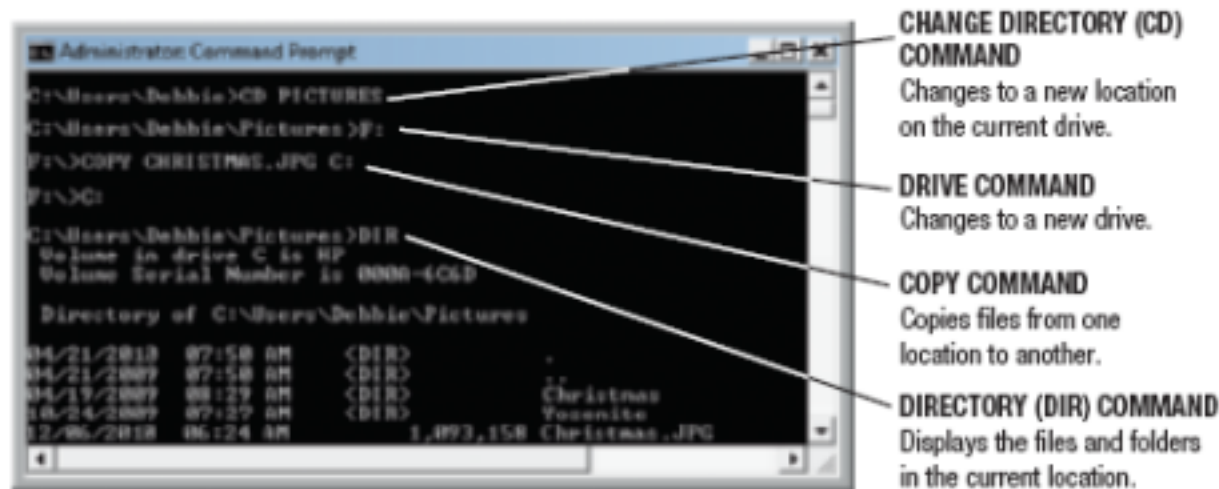 Administrator: Command Prompt
C:\Users\Debbie>CD PICTURES
C:\Users\Debbie\Pictures>F:
F:\>COPY CHRISTMAS.JPG C:
F:\>C:
C:\Users\Debbie\Pictures>DIR
Volume in drive C is HP
Volume Serial Number is 000A-6C6D
Directory of C:\Users\Debbie\Pictures
04/21/2010 07:50 AM <DIR> .
04/21/2009 07:50 AM <DIR> ..
04/19/2009 08:29 AM <DIR> Christmas
10/24/2009 07:27 AM <DIR> Yosemite
12/06/2010 06:24 AM 1,093,158 Christmas.JPG
CHANGE DIRECTORY (CD)
COMMAND
Changes to a new location
on the current drive.
DRIVE COMMAND
Changes to a new drive.
COPY COMMAND
Copies files from one
location to another.
DIRECTORY (DIR) COMMAND
Displays the files and folders
in the current location.